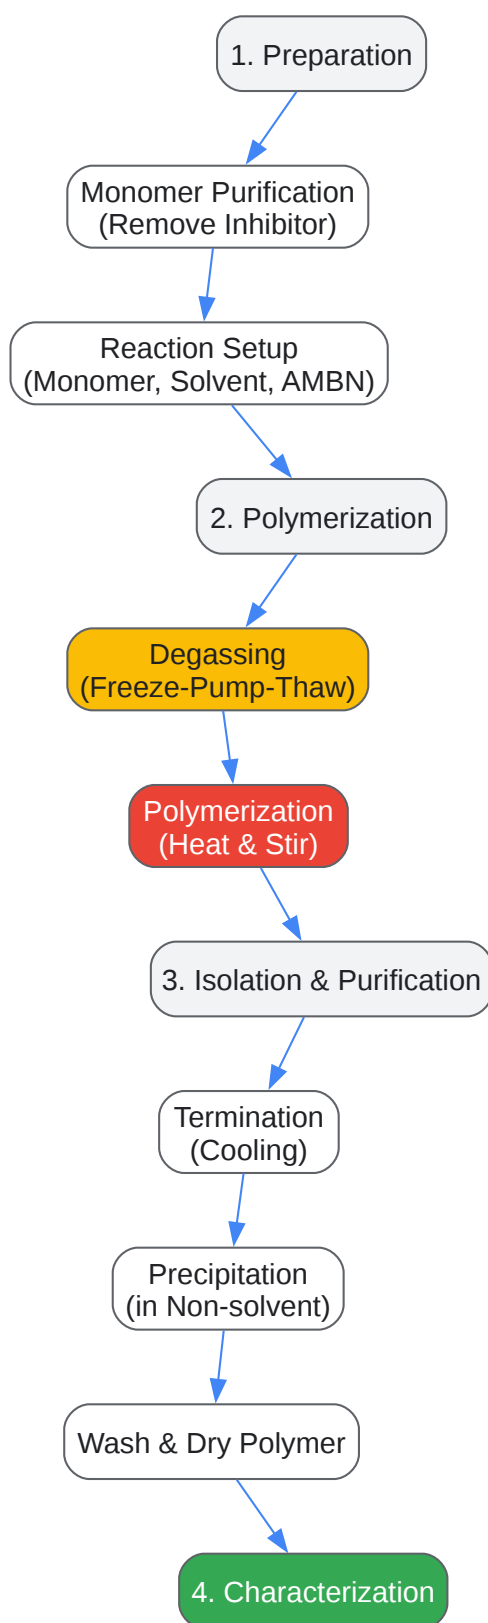 1. Preparation
Monomer Purification
(Remove Inhibitor)
Reaction Setup
(Monomer, Solvent, AMBN)
2. Polymerization
Degassing
(Freeze-Pump-Thaw)
Polymerization
(Heat & Stir)
3. Isolation & Purification
Termination
(Cooling)
Precipitation
(in Non-solvent)
Wash & Dry Polymer
4. Characterization